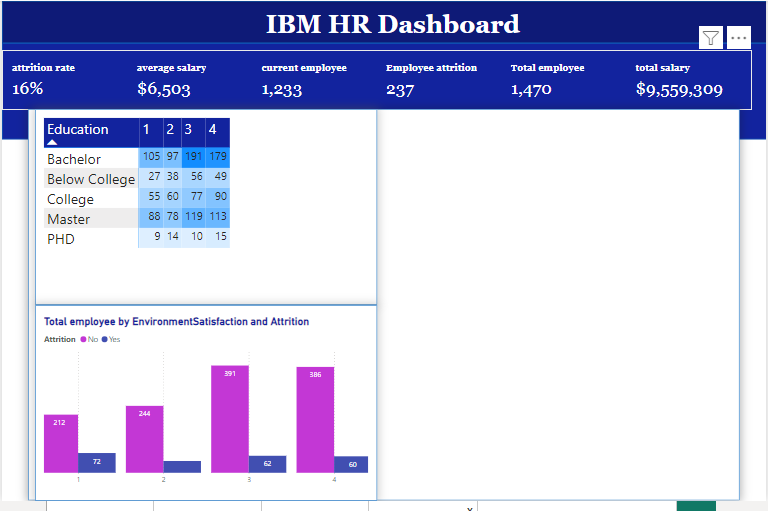 IBM HR Dashboard
attrition rate average salary current employee Employee attrition Total employee total salary
16% $6,503 1,233 237 1,470 $9,559,309
Education 1 2 3 4
Bachelor 105 97 191 179
Below College 27 38 56 49
College 55 60 77 90
Master 88 78 119 113
PHD 9 14 10 15
Total employee by EnvironmentSatisfaction and Attrition
Attrition No Yes
212 72 244 391 62 386 60
1 2 3 4